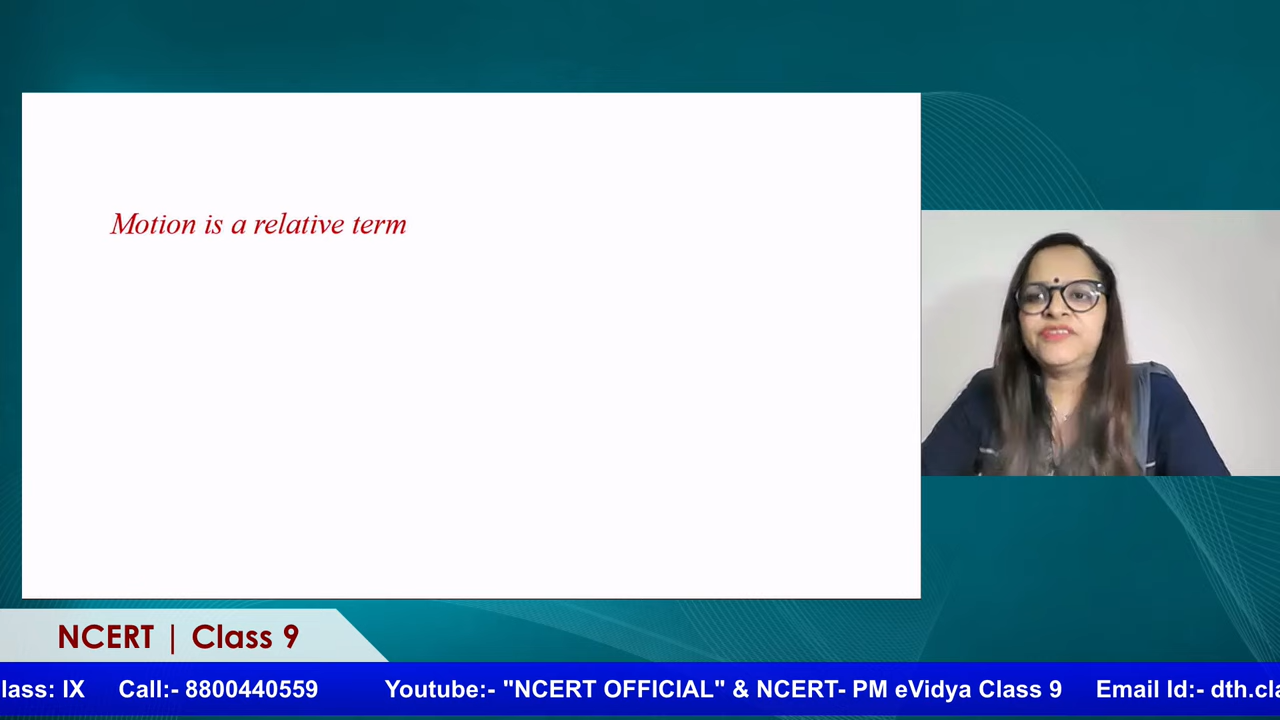 Motion is a relative term
NCERT | Class 9
lass: IX Call:- 8800440559 Youtube:- "NCERT OFFICIAL" & NCERT- PM eVidya Class 9 Email Id:- dth.cla